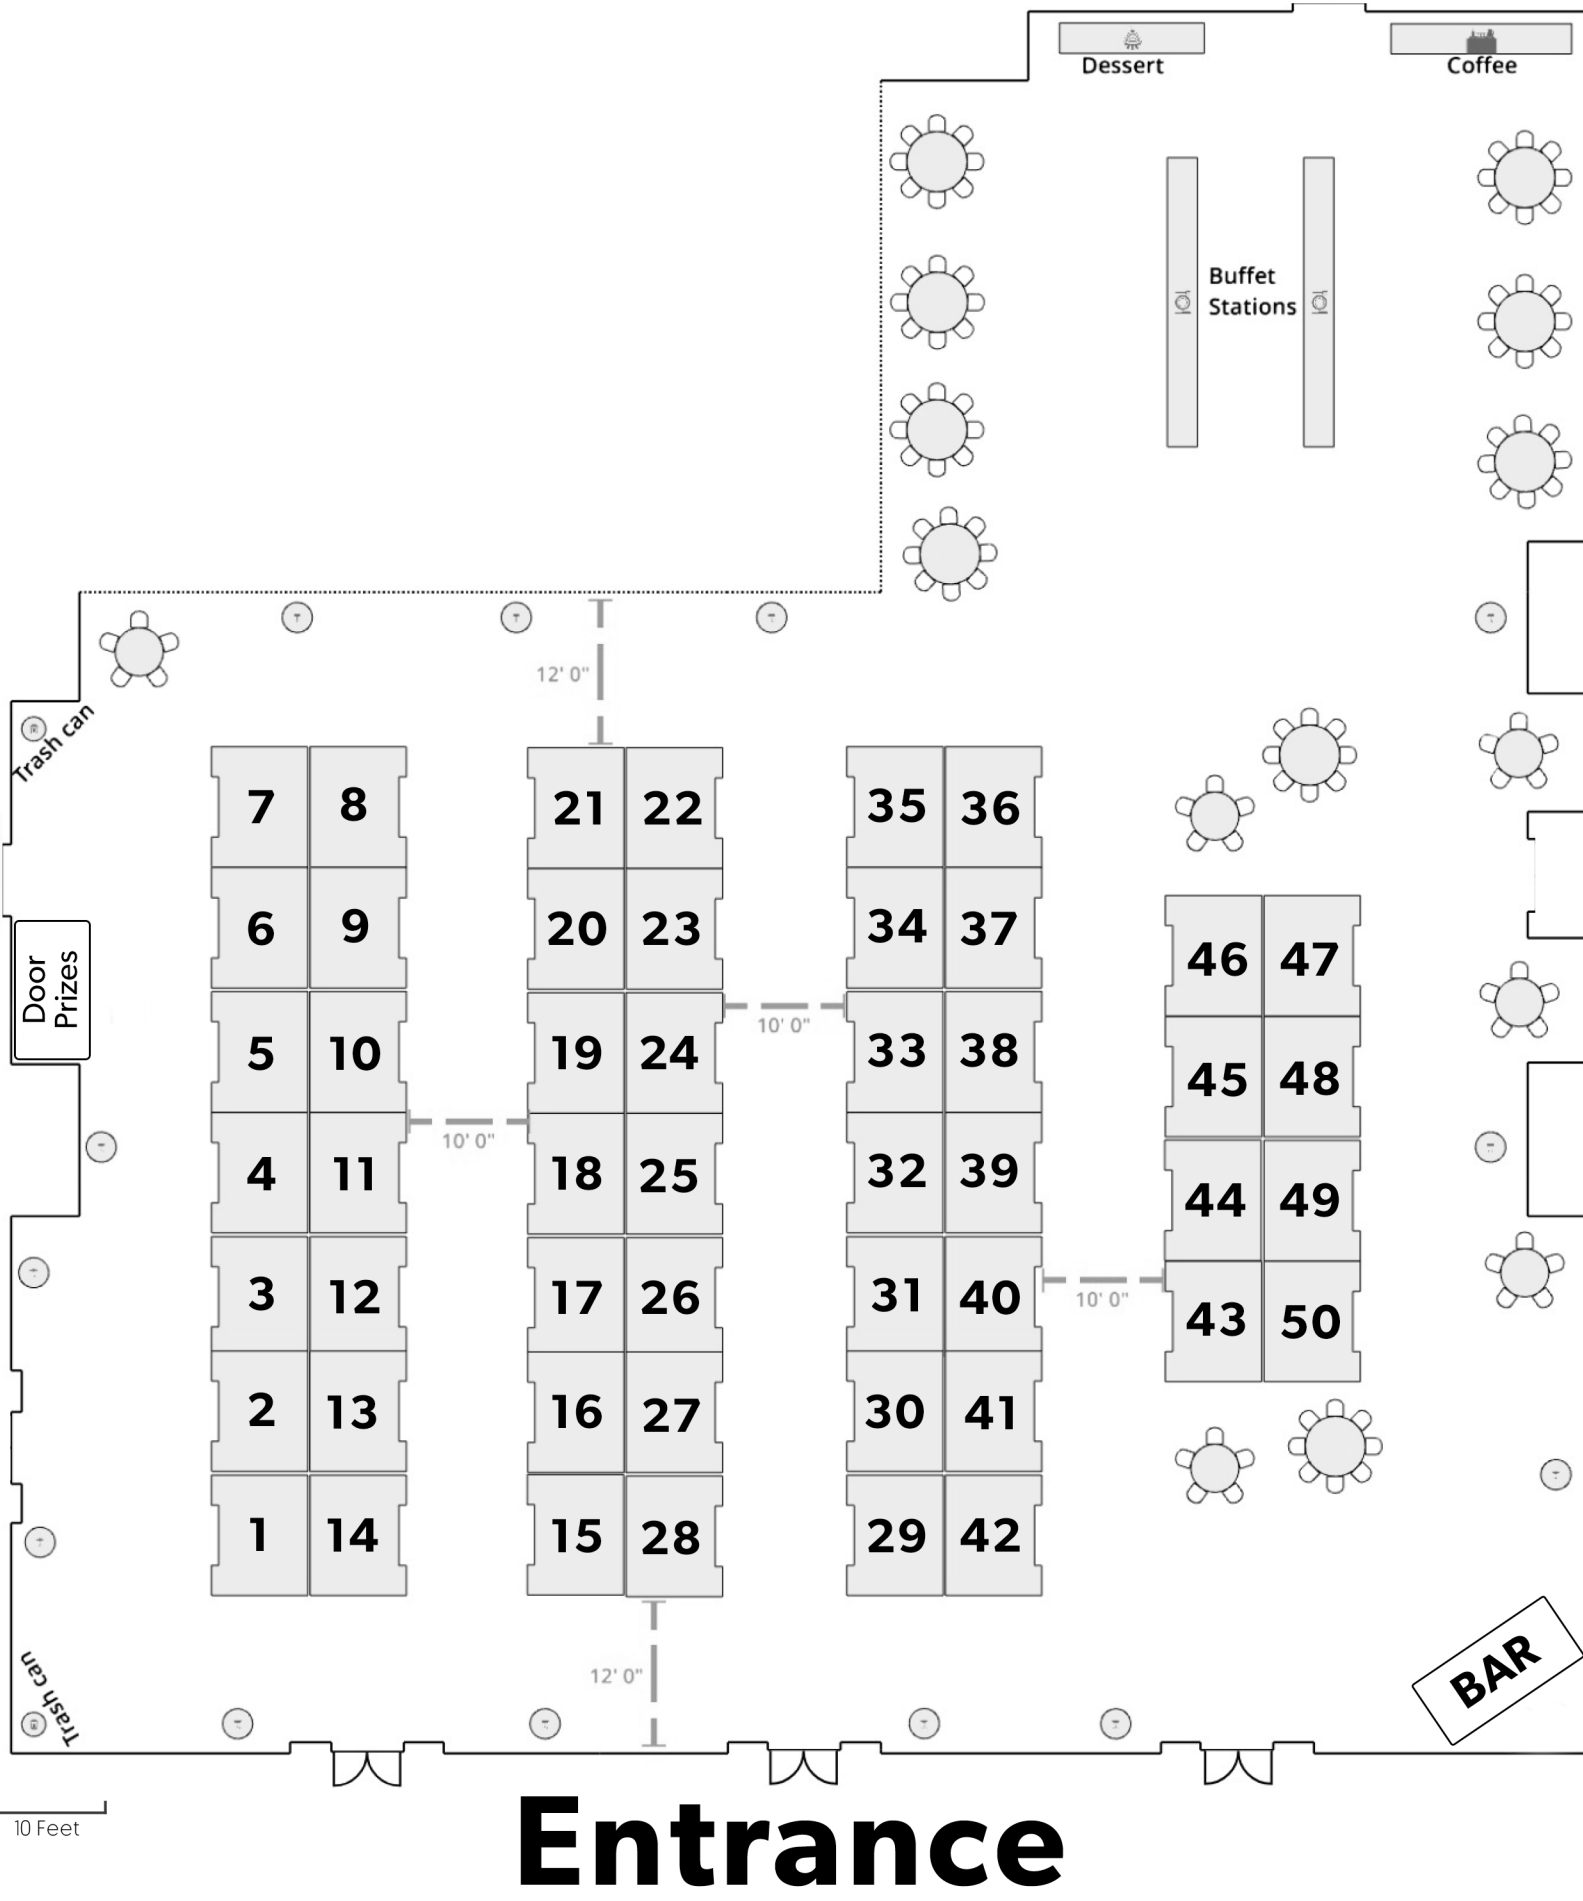 Dessert
Coffee
Buffet
Stations
12' 0"
Trash can
7 8 21 22 35 36
6 9 20 23 34 37
46 47
Door
Prizes
5 10 19 24 33 38
10' 0"
45 48
4 11 18 25 32 39
10' 0"
44 49
3 12 17 26 31 40
10' 0"
43 50
2 13 16 27 30 41
1 14 15 28 29 42
12' 0"
Trash can
BAR
10 Feet
Entrance